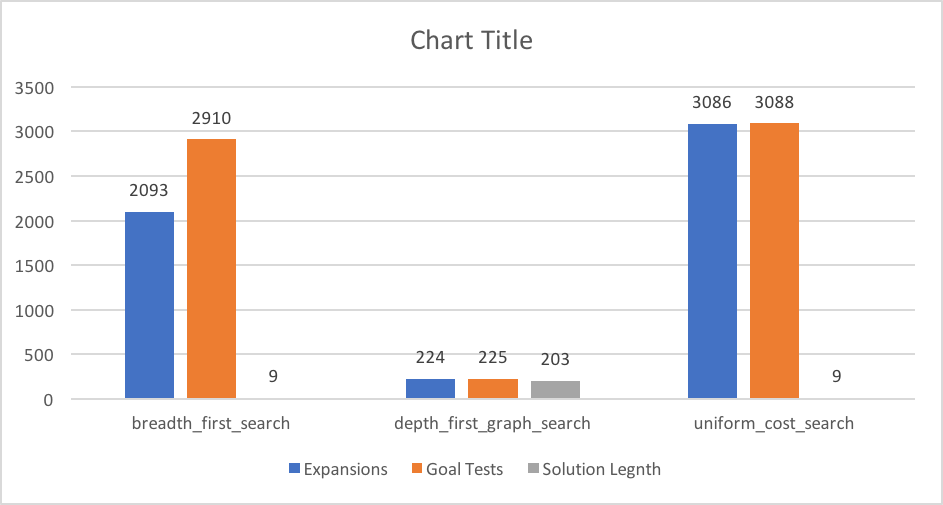 Chart Title
3500
3000
2500
2000
1500
1000
500
0
2093
2910
9
224
225
203
3086
3088
9
breadth_first_search
depth_first_graph_search
uniform_cost_search
Expansions
Goal Tests
Solution Legnth